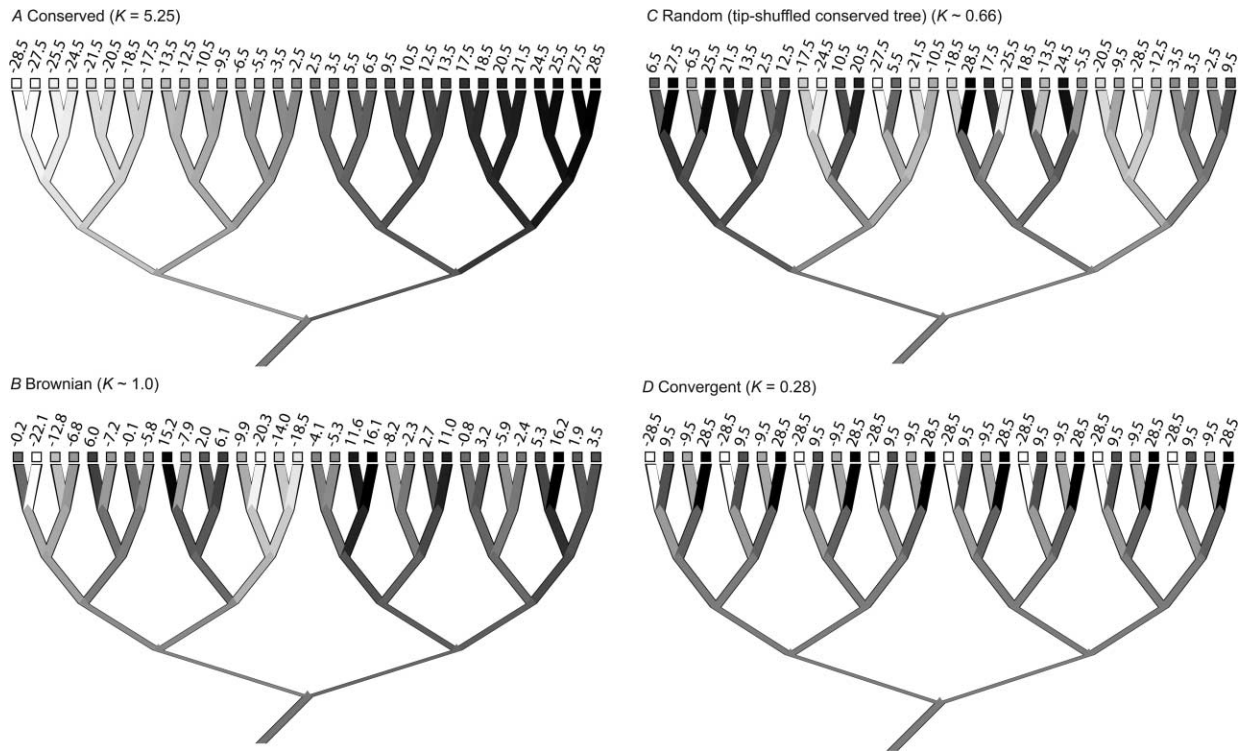 A Conserved (K = 5.25)
-28.5 -27.5 -25.5 -24.5 -21.5 -20.5 -18.5 -17.5 -13.5 -12.5 -10.5 -9.5 -6.5 -5.5 -3.5 -2.5 2.5 3.5 5.5 6.5 9.5 10.5 12.5 13.5 17.5 18.5 20.5 21.5 24.5 25.5 27.5 28.5
B Brownian (K ~ 1.0)
-0.2 -22.1 -12.8 -6.8 6.0 -7.2 -0.1 -5.8 15.2 -7.9 2.0 6.1 -9.9 -20.3 -14.0 -18.5 -4.1 -5.3 11.6 16.1 -8.2 -2.3 2.7 11.0 -0.8 3.2 -5.9 -2.4 5.3 16.2 1.9 3.5
C Random (tip-shuffled conserved tree) (K ~ 0.66)
6.5 27.5 -6.5 25.5 21.5 13.5 2.5 12.5 -17.5 -24.5 10.5 20.5 -27.5 5.5 -21.5 -10.5 -18.5 28.5 17.5 -25.5 18.5 -13.5 24.5 -5.5 -20.5 -9.5 -28.5 -12.5 -3.5 3.5 -2.5 9.5
D Convergent (K = 0.28)
-28.5 9.5 -9.5 28.5 -28.5 9.5 -9.5 28.5 -28.5 9.5 -9.5 28.5 -28.5 9.5 -9.5 28.5 -28.5 9.5 -9.5 28.5 -28.5 9.5 -9.5 28.5 -28.5 9.5 -9.5 28.5 -28.5 9.5 -9.5 28.5